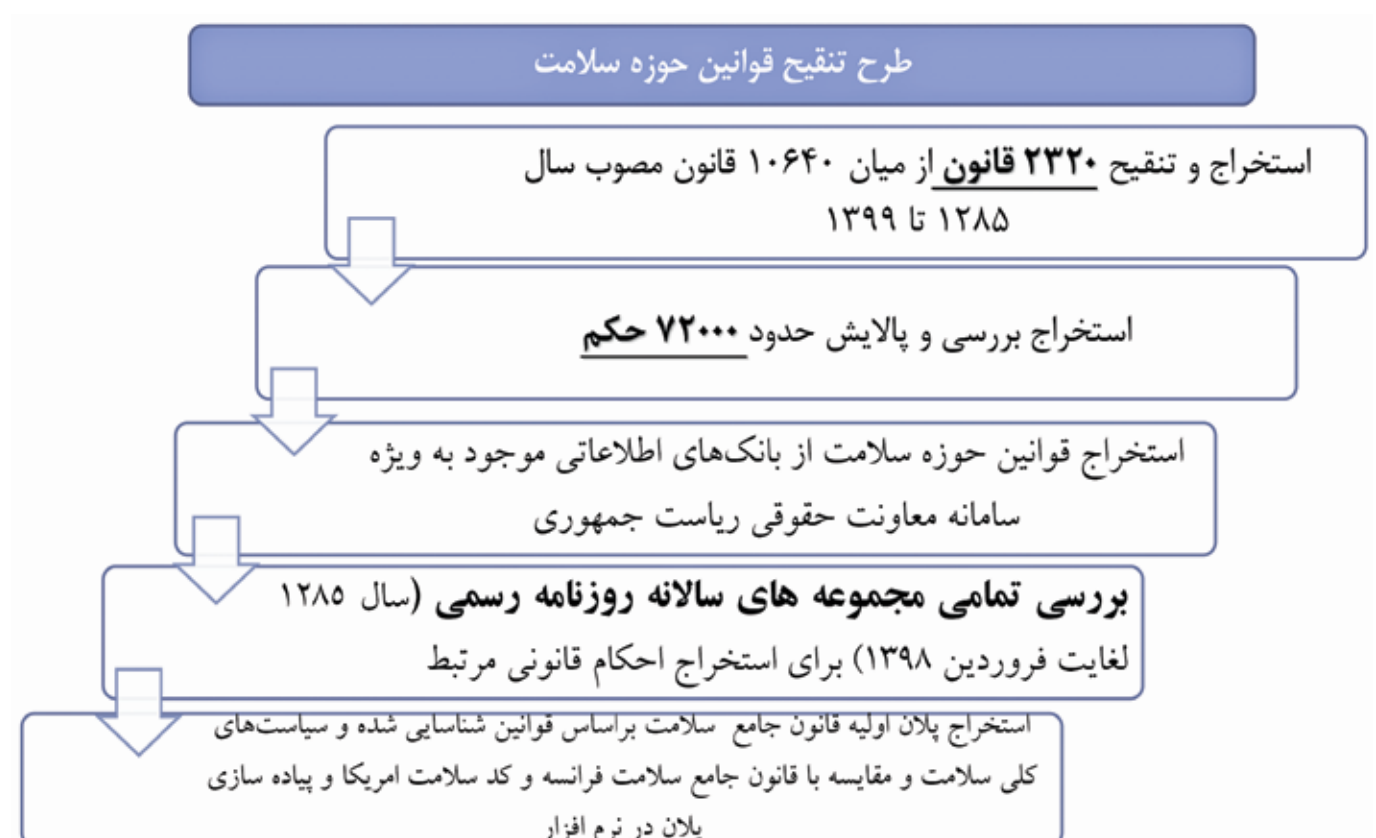 طرح تنقیح قوانین حوزه سلامت
استخراج و تنقیح ۲۳۲۰ قانون از میان ۱۰۶۴۰ قانون مصوب سال
۱۲۸۵ تا ۱۳۹۹
استخراج بررسی و پالایش حدود ۷۲۰۰۰ حکم
استخراج قوانین حوزه سلامت از بانک‌های اطلاعاتی موجود به ویژه
سامانه معاونت حقوقی ریاست جمهوری
بررسی تمامی مجموعه های سالانه روزنامه رسمی (سال ۱۲۸۵
لغایت فروردین ۱۳۹۸) برای استخراج احکام قانونی مرتبط
استخراج پلان اولیه قانون جامع سلامت براساس قوانین شناسایی شده و سیاست‌های
کلی سلامت و مقایسه با قانون جامع سلامت فرانسه و کد سلامت امریکا و پیاده سازی
پلان در نرم افزار